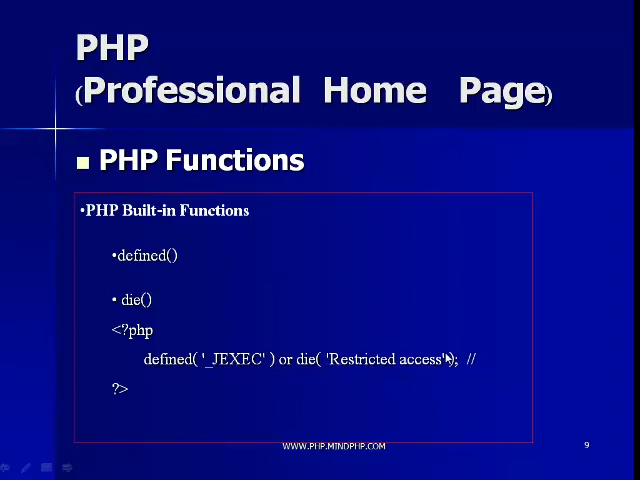 PHP
(Professional Home Page)
PHP Functions
•PHP Built-in Functions
•defined()
• die()
<?php
defined( '_JEXEC' ) or die( 'Restricted access' ); //
?>
WWW.PHP.MINDPHP.COM
9